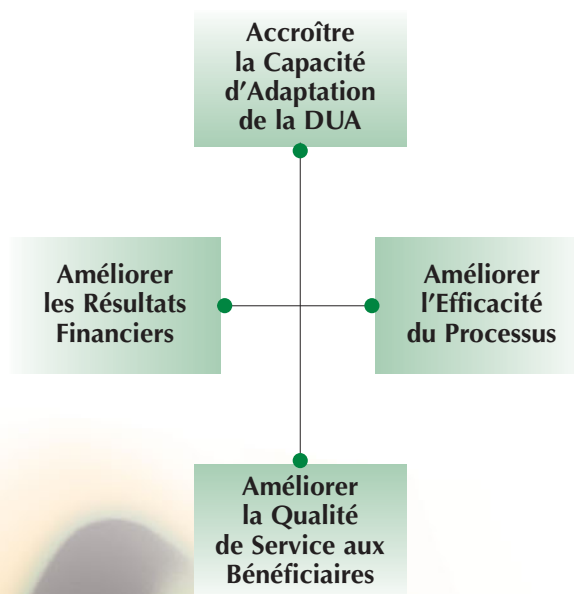 Accroître
la Capacité
d'Adaptation
de la DUA
Améliorer
les Résultats
Financiers
Améliorer
l'Efficacité
du Processus
Améliorer
la Qualité
de Service aux
Bénéficiaires